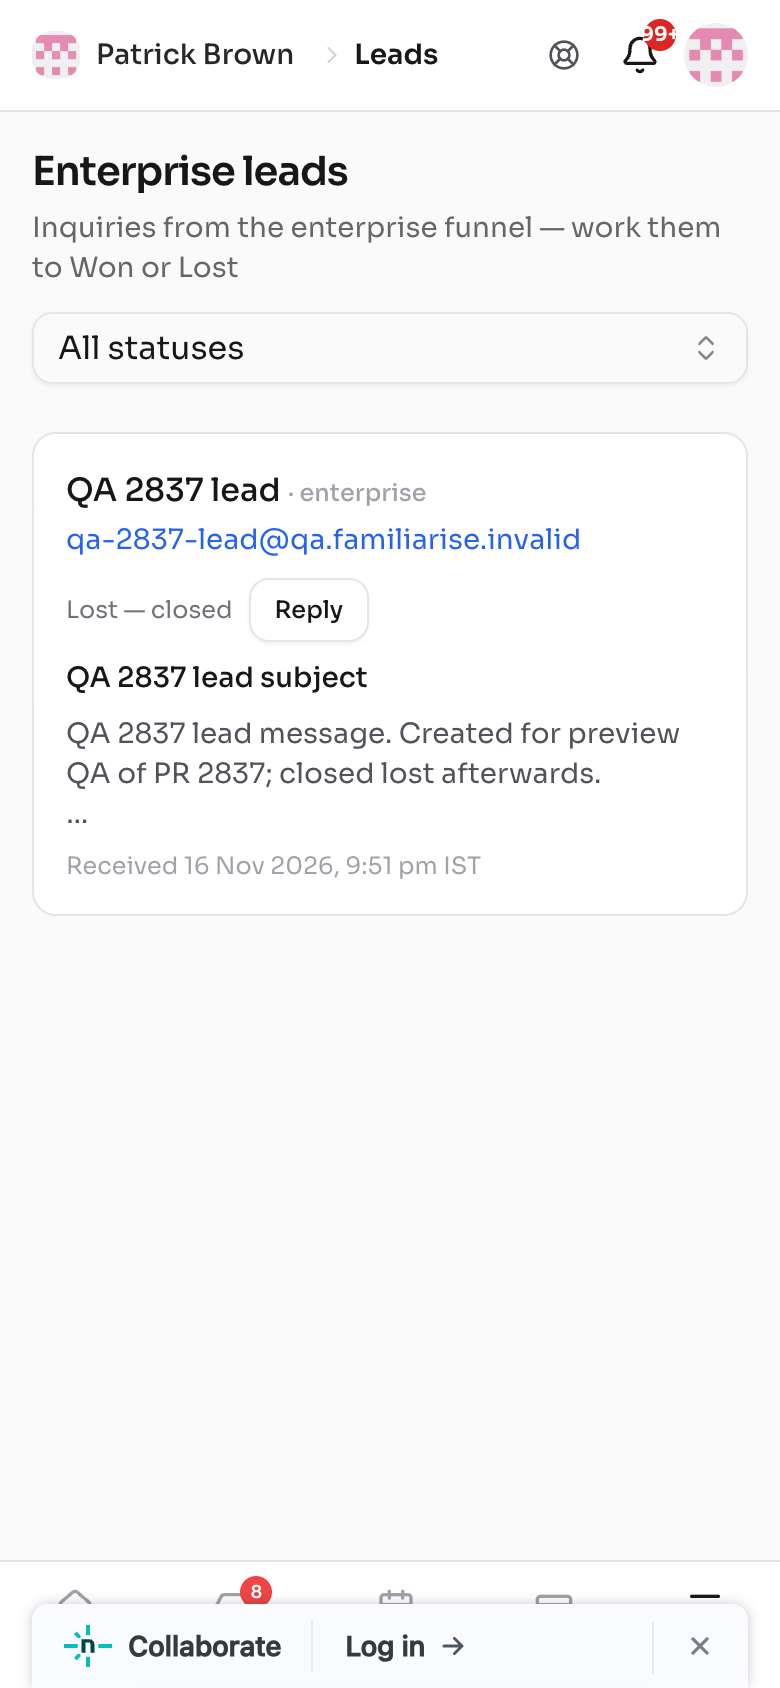 Patrick Brown > Leads
99+
Enterprise leads
Inquiries from the enterprise funnel — work them
to Won or Lost
All statuses
QA 2837 lead · enterprise
qa-2837-lead@qa.familiarise.invalid
Lost — closed
Reply
QA 2837 lead subject
QA 2837 lead message. Created for preview
QA of PR 2837; closed lost afterwards.
...
Received 16 Nov 2026, 9:51 pm IST
8
n Collaborate
Log in →